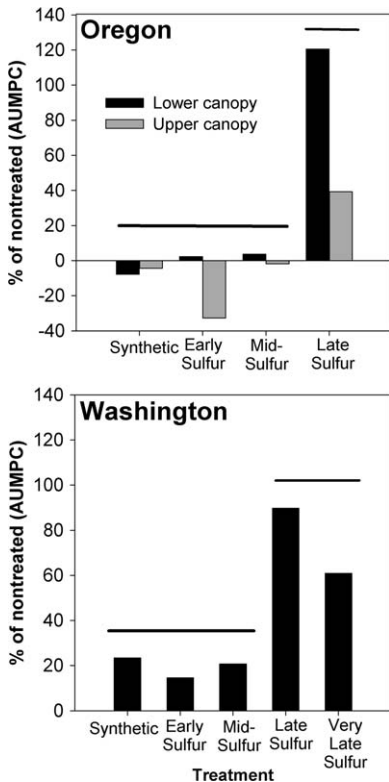 Oregon
% of nontreated (AUMPC)
140
120
100
80
60
40
20
0
-20
-40
Lower canopy
Upper canopy
Synthetic
Early
Sulfur
Mid-
Sulfur
Late
Sulfur
Washington
% of nontreated (AUMPC)
140
120
100
80
60
40
20
0
Synthetic
Early
Sulfur
Mid-
Sulfur
Late
Sulfur
Very
Late
Sulfur
Treatment